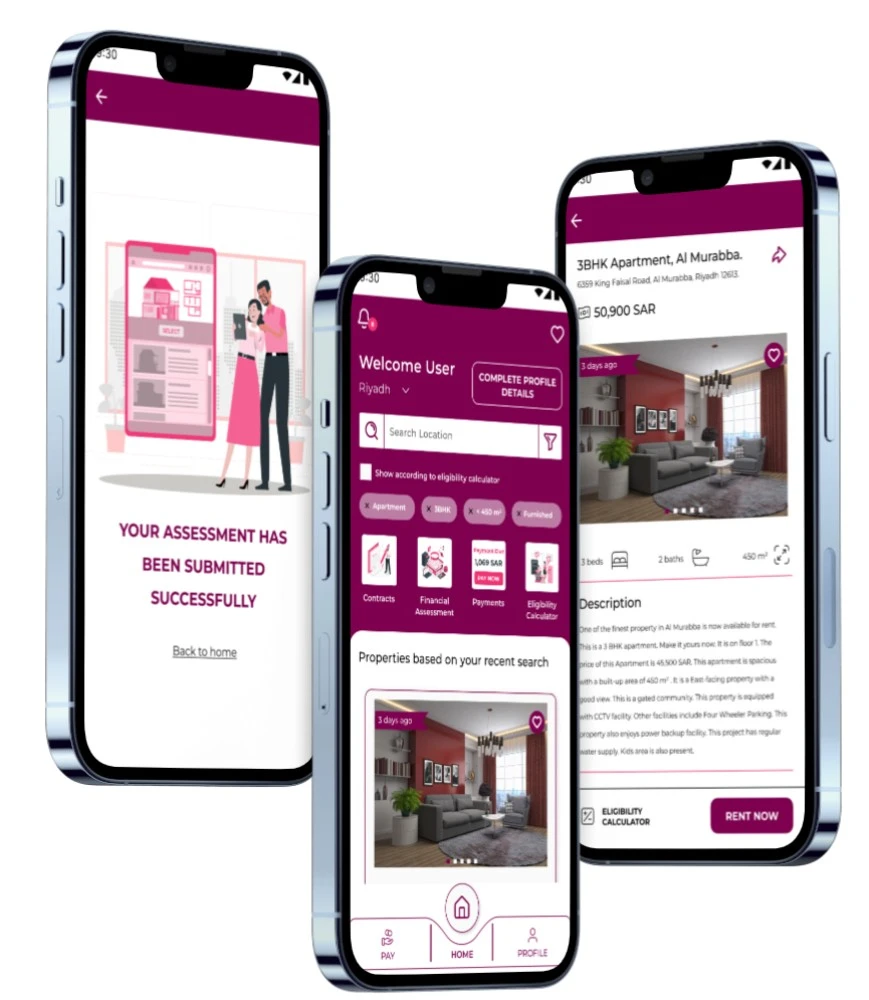 9:30
SELECT
YOUR ASSESSMENT HAS
BEEN SUBMITTED
SUCCESSFULLY
Back to home
:30
8
Welcome User
Riyadh
COMPLETE PROFILE
DETAILS
Search Location
Show according to eligibility calculator
× Apartment
× 3BHK
× < 450 m²
× Furnished
Payment Due
1,069 SAR
PAY NOW
Contracts
Financial
Assessment
Payments
Eligibility
Calculator
Properties based on your recent search
3 days ago
PAY
HOME
PROFILE
:30
3BHK Apartment, Al Murabba.
6359 King Faisal Road, Al Murabba, Riyadh 12613.
50,900 SAR
3 days ago
3 beds
2 baths
450 m²
Description
One of the finest property in Al Murabba is now available for rent.
This is a 3 BHK apartment. Make it yours now. It is on floor 1. The
price of this Apartment is 45,500 SAR. This apartment is spacious
with a built-up area of 450 m². It is a East-facing property with a
good view. This is a gated community. This property is equipped
with CCTV facility. Other facilities include Four Wheeler Parking. This
property also enjoys power backup facility. This project has regular
water supply. Kids area is also present.
ELIGIBILITY
CALCULATOR
RENT NOW